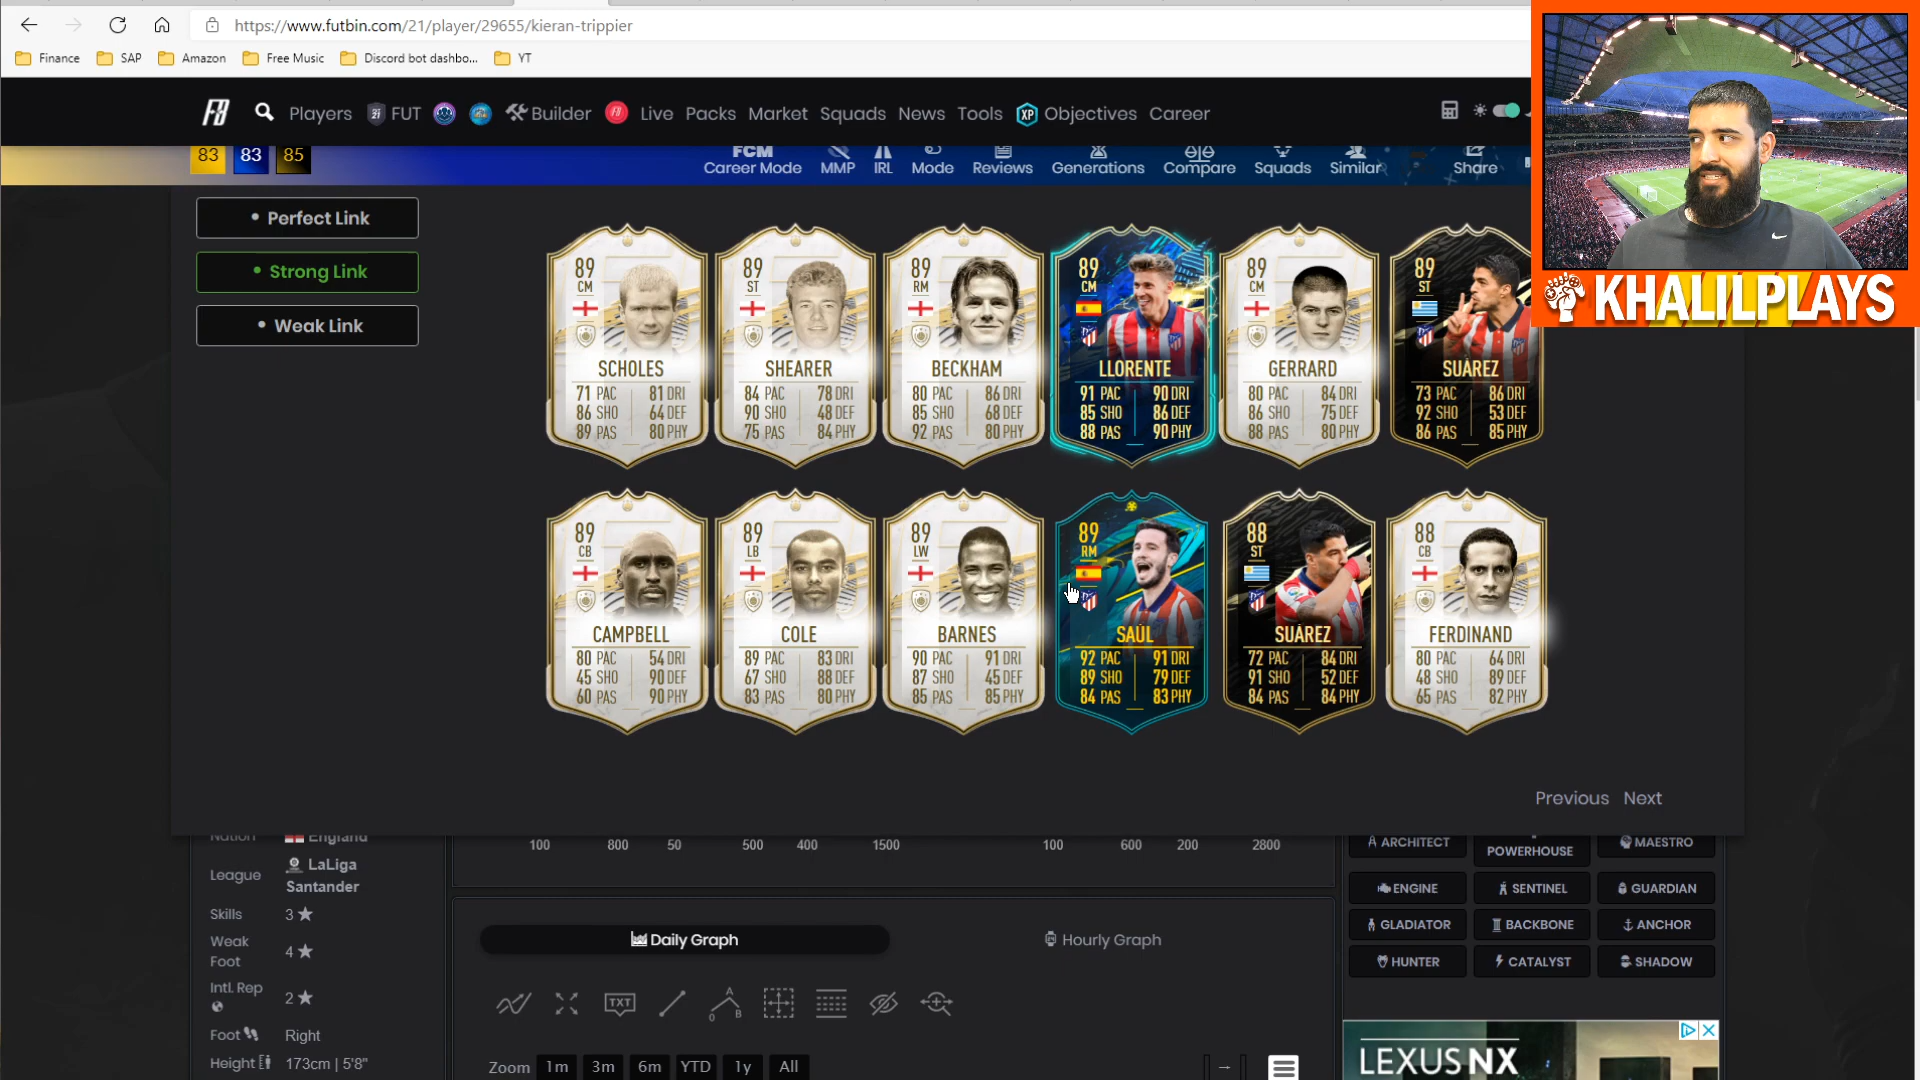 https://www.futbin.com/21/player/29655/kieran-trippier
Finance SAP Amazon Free Music Discord bot dashbo... YT
Players FUT Builder Live Packs Market Squads News Tools XP Objectives Career
83 83 85
FCM
Career Mode MMP IRL Mode Reviews Generations Compare Squads Similar Share
KHALILPLAYS
• Perfect Link
• Strong Link
• Weak Link
89 CM
SCHOLES
71 PAC 81 DRI
86 SHO 64 DEF
89 PAS 80 PHY
89 ST
SHEARER
84 PAC 78 DRI
90 SHO 48 DEF
75 PAS 84 PHY
89 RM
BECKHAM
80 PAC 86 DRI
85 SHO 68 DEF
92 PAS 80 PHY
89 CM
LLORENTE
91 PAC 90 DRI
85 SHO 86 DEF
88 PAS 90 PHY
89 CM
GERRARD
80 PAC 84 DRI
86 SHO 75 DEF
88 PAS 80 PHY
89 ST
SUÁREZ
73 PAC 86 DRI
92 SHO 53 DEF
86 PAS 85 PHY
89 CB
CAMPBELL
80 PAC 54 DRI
45 SHO 90 DEF
60 PAS 90 PHY
89 LB
COLE
89 PAC 83 DRI
67 SHO 88 DEF
83 PAS 80 PHY
89 LW
BARNES
90 PAC 91 DRI
87 SHO 45 DEF
85 PAS 85 PHY
89 RM
SAÚL
92 PAC 91 DRI
89 SHO 79 DEF
84 PAS 83 PHY
88 ST
SUÁREZ
72 PAC 84 DRI
91 SHO 52 DEF
84 PAS 84 PHY
88 CB
FERDINAND
80 PAC 64 DRI
48 SHO 89 DEF
65 PAS 82 PHY
Previous Next
Nation England
League LaLiga Santander
Skills 3
Weak Foot 4
Intl. Rep 2
Foot Right
Height 173cm | 5'8"
100 800 50 500 400 1500 100 600 200 2800
Daily Graph Hourly Graph
TXT A 0 B
Zoom 1m 3m 6m YTD 1y All
→
ARCHITECT POWERHOUSE MAESTRO
ENGINE SENTINEL GUARDIAN
GLADIATOR BACKBONE ANCHOR
HUNTER CATALYST SHADOW
LEXUS NX